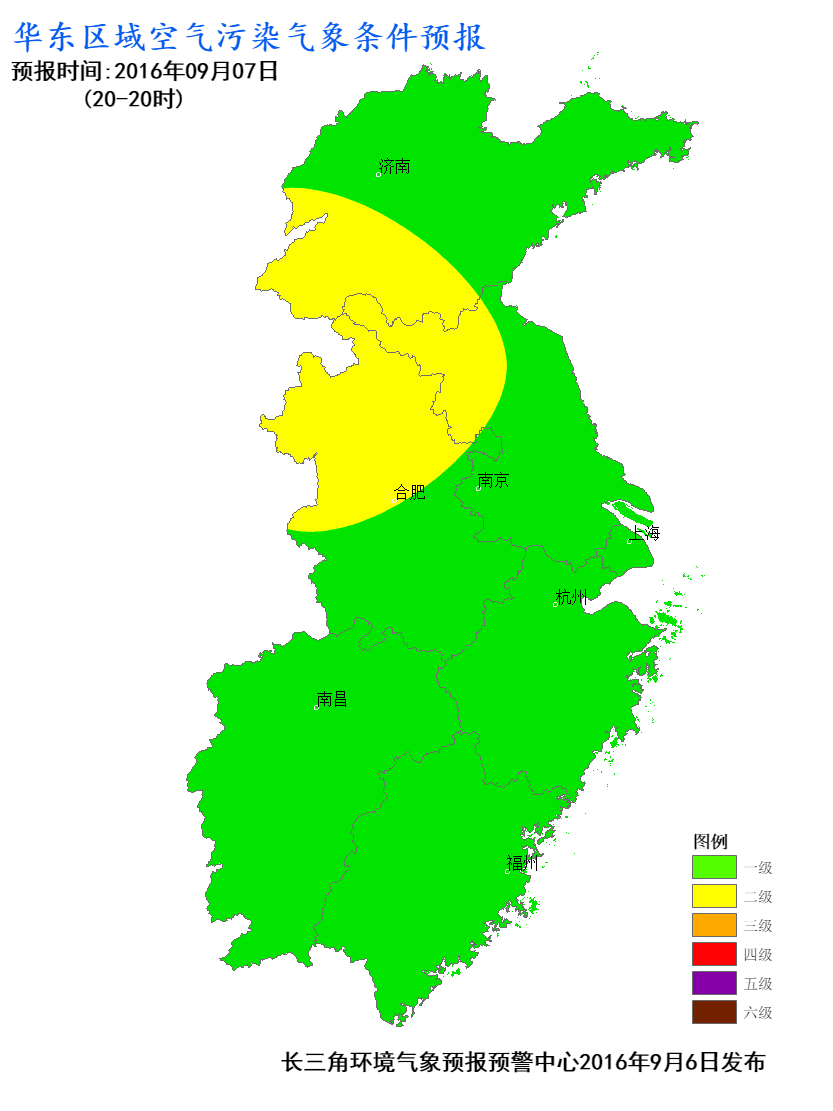 华东区域空气污染气象条件预报
预报时间:2016年09月07日
(20-20时)
济南
合肥
南京
上海
杭州
南昌
福州
图例
一级
二级
三级
四级
五级
六级
长三角环境气象预报预警中心2016年9月6日发布